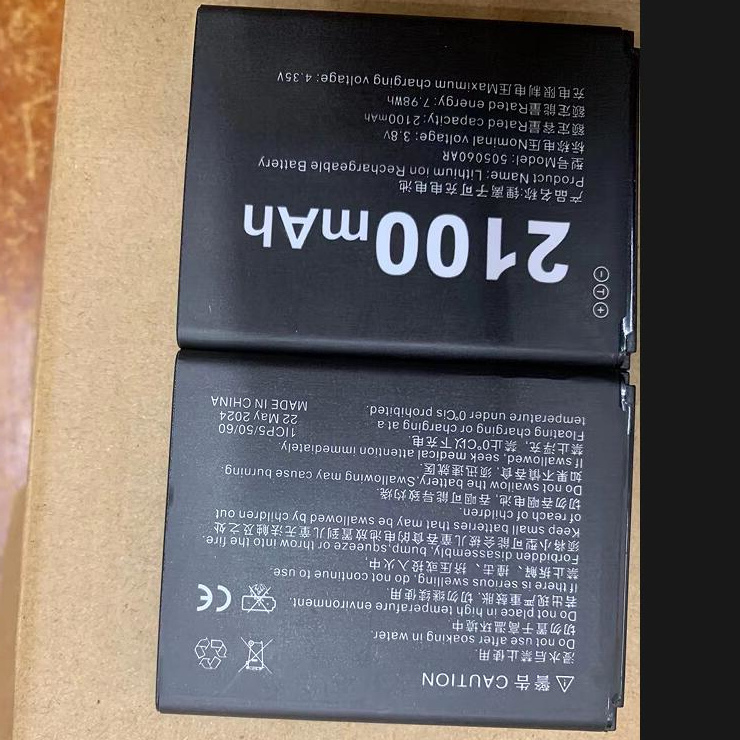 ⚠ 警告 CAUTION
浸水后禁止使用
Do not use after soaking in water.
切勿置于高温环境中
Do not place in high temperature environment.
若出现严重鼓胀, 切勿继续使用
If there is serious swelling, do not continue to use.
禁止拆解、撞击、挤压或投入火中,
Forbidden disassembly, bump,squeeze or throw into the fire.
须将小型可能会被儿童吞食的电池放置到儿童无法触及之处
Keep small batteries that may be swallowed by children out
of reach of children.
切勿吞咽电池, 吞咽可能导致灼烧.
Do not swailow the battery,Swallowing may cause burning.
如果不慎吞食, 须迅速就医.
If swallowed, seek medical attention immediately.
禁止浮充, 禁止0°C以下充电.
Floating charging or charging at a
temperature under 0°C is prohibited.
1ICP5/50/60
22 May 2024
MADE IN CHINA
CE
+ T -
2100mAh
产品名称:锂离子可充电电池
Product Name: Lithium ion Rechargeable Battery
型号Model: 505060AR
标称电压Nominal voltage: 3.8V
额定容量Rated capacity: 2100mAh
额定能量Rated energy: 7.98Wh
充电限制电压Maximum charging voltage: 4.35V